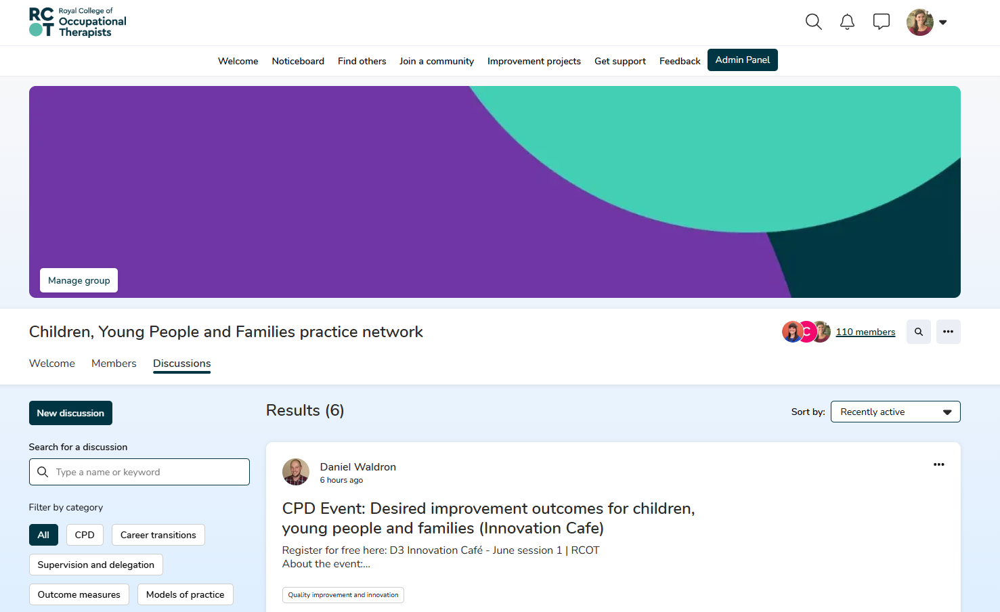 RC OT
Royal College of
Occupational
Therapists
Welcome Noticeboard Find others Join a community Improvement projects Get support Feedback Admin Panel
Manage group
Children, Young People and Families practice network
C
110 members
Welcome Members Discussions
New discussion
Results (6)
Sort by: Recently active
Search for a discussion
Type a name or keyword
Filter by category
All CPD Career transitions
Supervision and delegation
Outcome measures Models of practice
Daniel Waldron
6 hours ago
CPD Event: Desired improvement outcomes for children,
young people and families (Innovation Cafe)
Register for free here: D3 Innovation Café - June session 1 | RCOT
About the event:...
Quality improvement and innovation